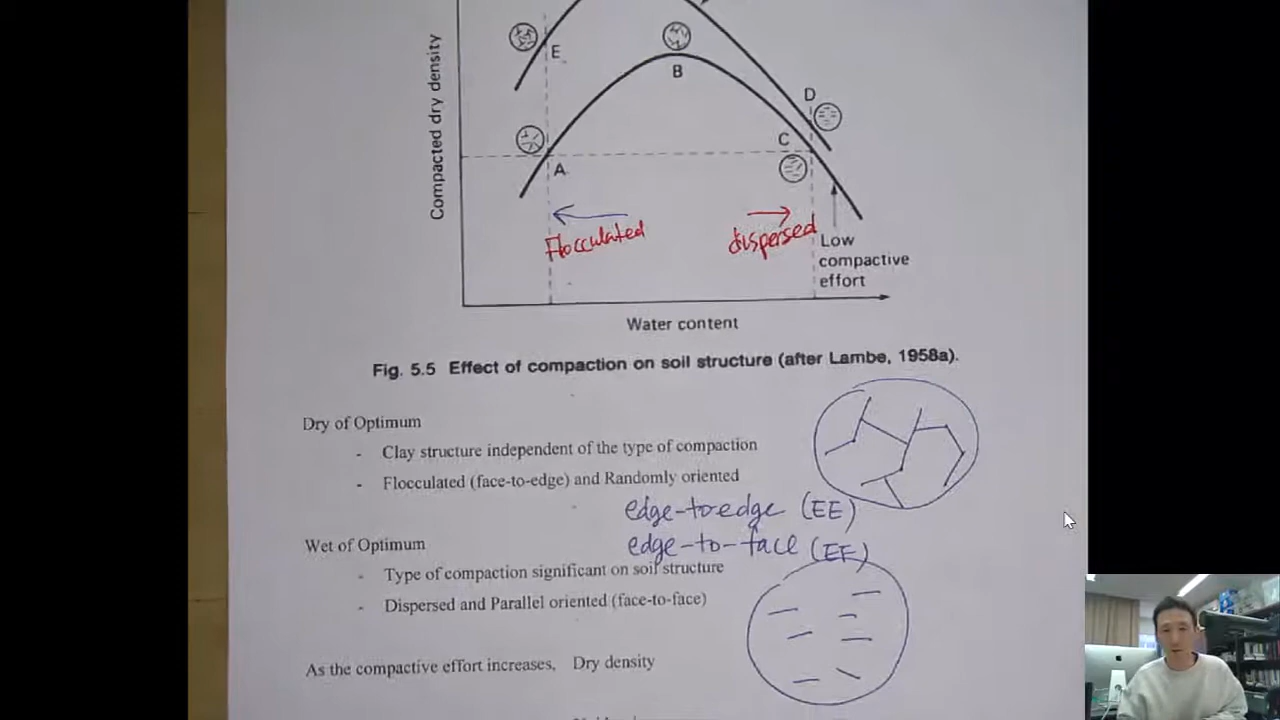 Compacted dry density
E
B
D
A
C
Flocculated
dispersed
Low
compactive
effort
Water content
Fig. 5.5 Effect of compaction on soil structure (after Lambe, 1958a).
Dry of Optimum
- Clay structure independent of the type of compaction
- Flocculated (face-to-edge) and Randomly oriented
edge-to-edge (EE)
Wet of Optimum
edge-to-face (EF)
- Type of compaction significant on soil structure
- Dispersed and Parallel oriented (face-to-face)
As the compactive effort increases, Dry density